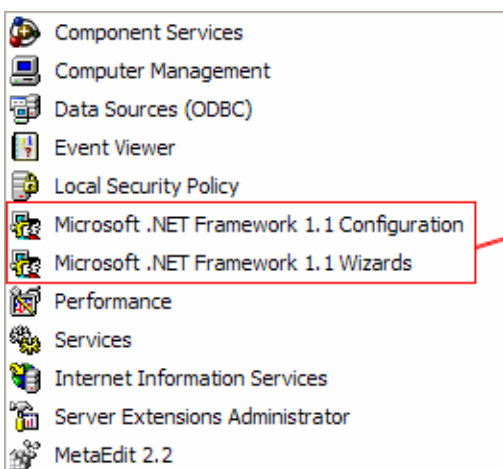 Component Services
Computer Management
Data Sources (ODBC)
Event Viewer
Local Security Policy
Microsoft .NET Framework 1.1 Configuration
Microsoft .NET Framework 1.1 Wizards
Performance
Services
Internet Information Services
Server Extensions Administrator
MetaEdit 2.2